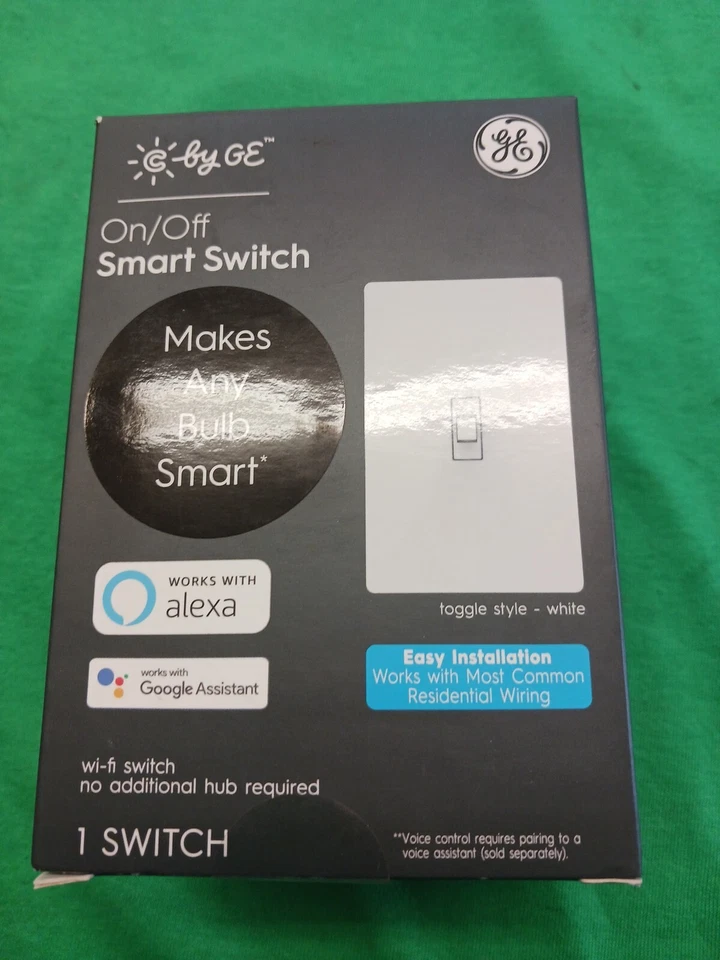 C by GE™
GE
On/Off
Smart Switch
Makes
Any
Bulb
Smart*
WORKS WITH
alexa
works with
Google Assistant
toggle style - white
Easy Installation
Works with Most Common
Residential Wiring
wi-fi switch
no additional hub required
1 SWITCH
**Voice control requires pairing to a
voice assistant (sold separately).